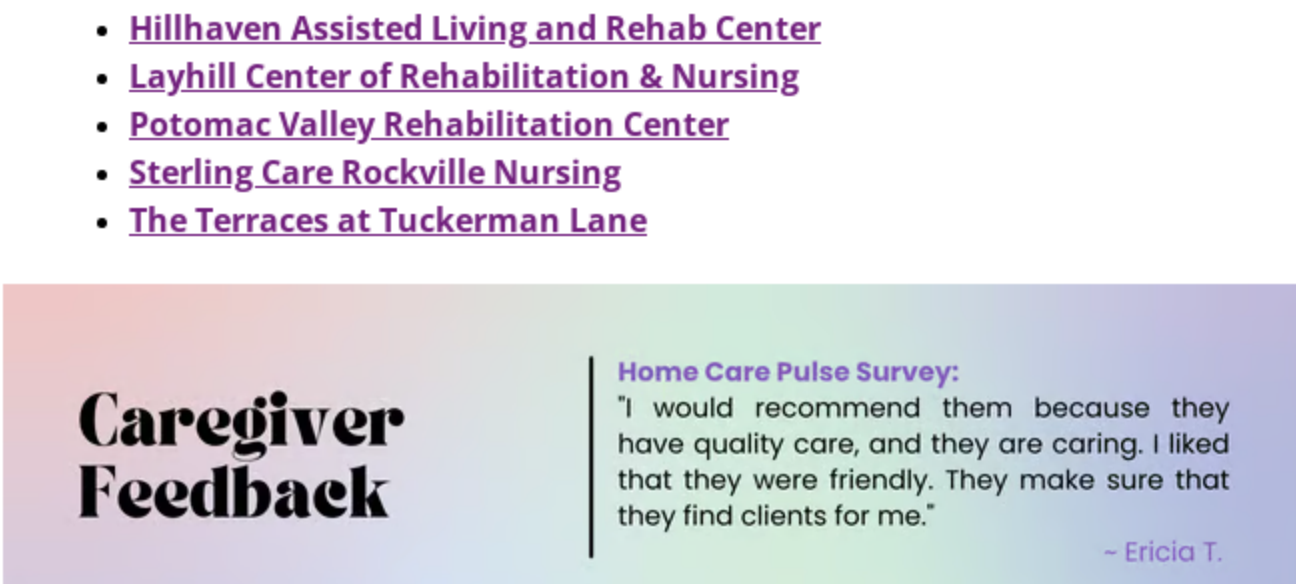 Hillhaven Assisted Living and Rehab Center
Layhill Center of Rehabilitation & Nursing
Potomac Valley Rehabilitation Center
Sterling Care Rockville Nursing
The Terraces at Tuckerman Lane
Caregiver
Feedback
Home Care Pulse Survey:
"I would recommend them because they
have quality care, and they are caring. I liked
that they were friendly. They make sure that
they find clients for me."
~ Ericia T.